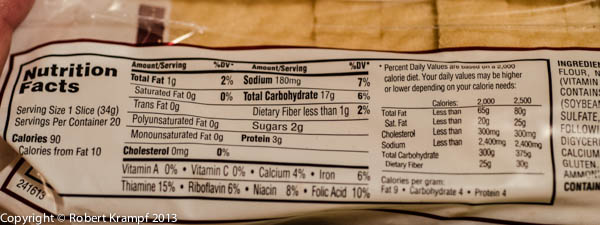 Nutrition
Facts
Serving Size 1 Slice (34g)
Servings Per Container 20
Calories 90
Calories from Fat 10
Amount/Serving %DV*
Total Fat 1g 2%
Saturated Fat 0g 0%
Trans Fat 0g
Polyunsaturated Fat 0g
Monounsaturated Fat 0g
Cholesterol 0mg 0%
Amount/Serving %DV*
Sodium 180mg 7%
Total Carbohydrate 17g 6%
Dietary Fiber less than 1g 2%
Sugars 2g
Protein 3g
Vitamin A 0% • Vitamin C 0% • Calcium 4% • Iron 6%
Thiamine 15% • Riboflavin 6% • Niacin 8% • Folic Acid 10%
* Percent Daily Values are based on a 2,000
calorie diet. Your daily values may be higher
or lower depending on your calorie needs:
Calories: 2,000 2,500
Total Fat Less than 65g 80g
Sat. Fat Less than 20g 25g
Cholesterol Less than 300mg 300mg
Sodium Less than 2,400mg 2,400mg
Total Carbohydrate 300g 375g
Dietary Fiber 25g 30g
Calories per gram:
Fat 9 • Carbohydrate 4 • Protein 4
INGREDIEN
FLOUR, N
(VITAMIN
CONTAINS
(SOYBEAN
SULFATE,
FOLLOWI
DIGLYCERI
CALCIUM
GLUTEN,
AMMON
CONTAIN
241613
Copyright © Robert Krampf 2013